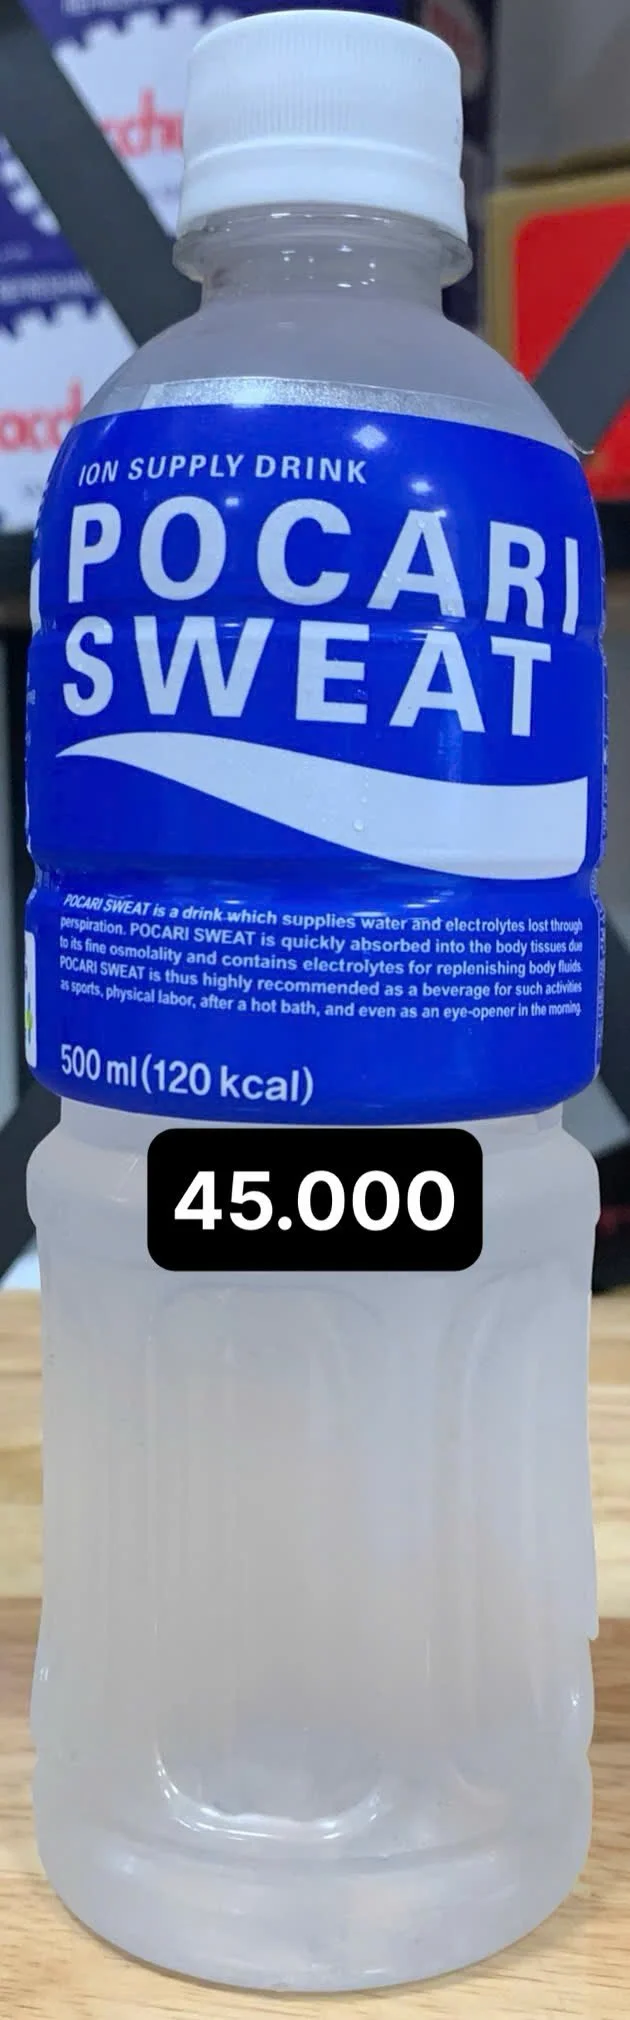 ION SUPPLY DRINK
POCARI
SWEAT
POCARI SWEAT is a drink which supplies water and electrolytes lost through
perspiration. POCARI SWEAT is quickly absorbed into the body tissues due
to its fine osmolality and contains electrolytes for replenishing body fluids.
POCARI SWEAT is thus highly recommended as a beverage for such activities
as sports, physical labor, after a hot bath, and even as an eye-opener in the morning.
500 ml (120 kcal)
45.000